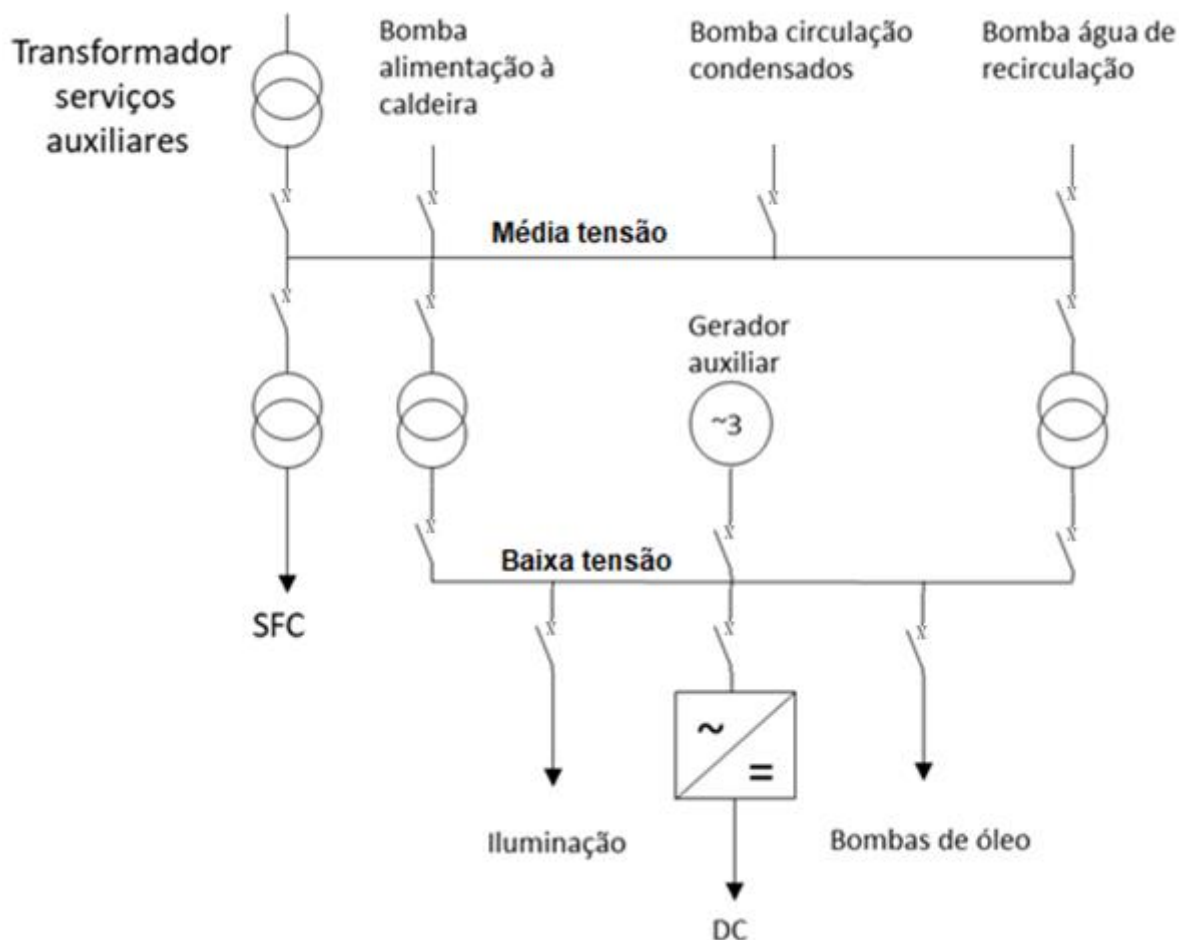 Transformador
serviços
auxiliares
Bomba
alimentação à
caldeira
Bomba circulação
condensados
Bomba água de
recirculação
X
X
X
X
Média tensão
X
X
X
Gerador
auxiliar
~3
X
X
X
Baixa tensão
SFC
X
X
X
~
=
Iluminação
Bombas de óleo
DC